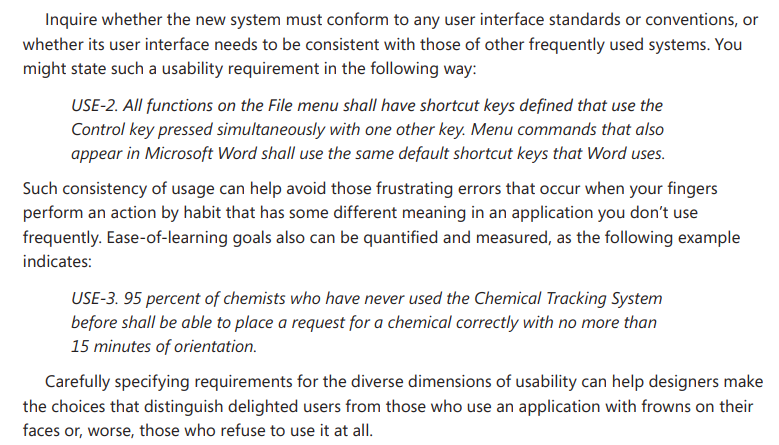 Inquire whether the new system must conform to any user interface standards or conventions, or
whether its user interface needs to be consistent with those of other frequently used systems. You
might state such a usability requirement in the following way:
USE-2. All functions on the File menu shall have shortcut keys defined that use the
Control key pressed simultaneously with one other key. Menu commands that also
appear in Microsoft Word shall use the same default shortcut keys that Word uses.
Such consistency of usage can help avoid those frustrating errors that occur when your fingers
perform an action by habit that has some different meaning in an application you don’t use
frequently. Ease-of-learning goals also can be quantified and measured, as the following example
indicates:
USE-3. 95 percent of chemists who have never used the Chemical Tracking System
before shall be able to place a request for a chemical correctly with no more than
15 minutes of orientation.
Carefully specifying requirements for the diverse dimensions of usability can help designers make
the choices that distinguish delighted users from those who use an application with frowns on their
faces or, worse, those who refuse to use it at all.